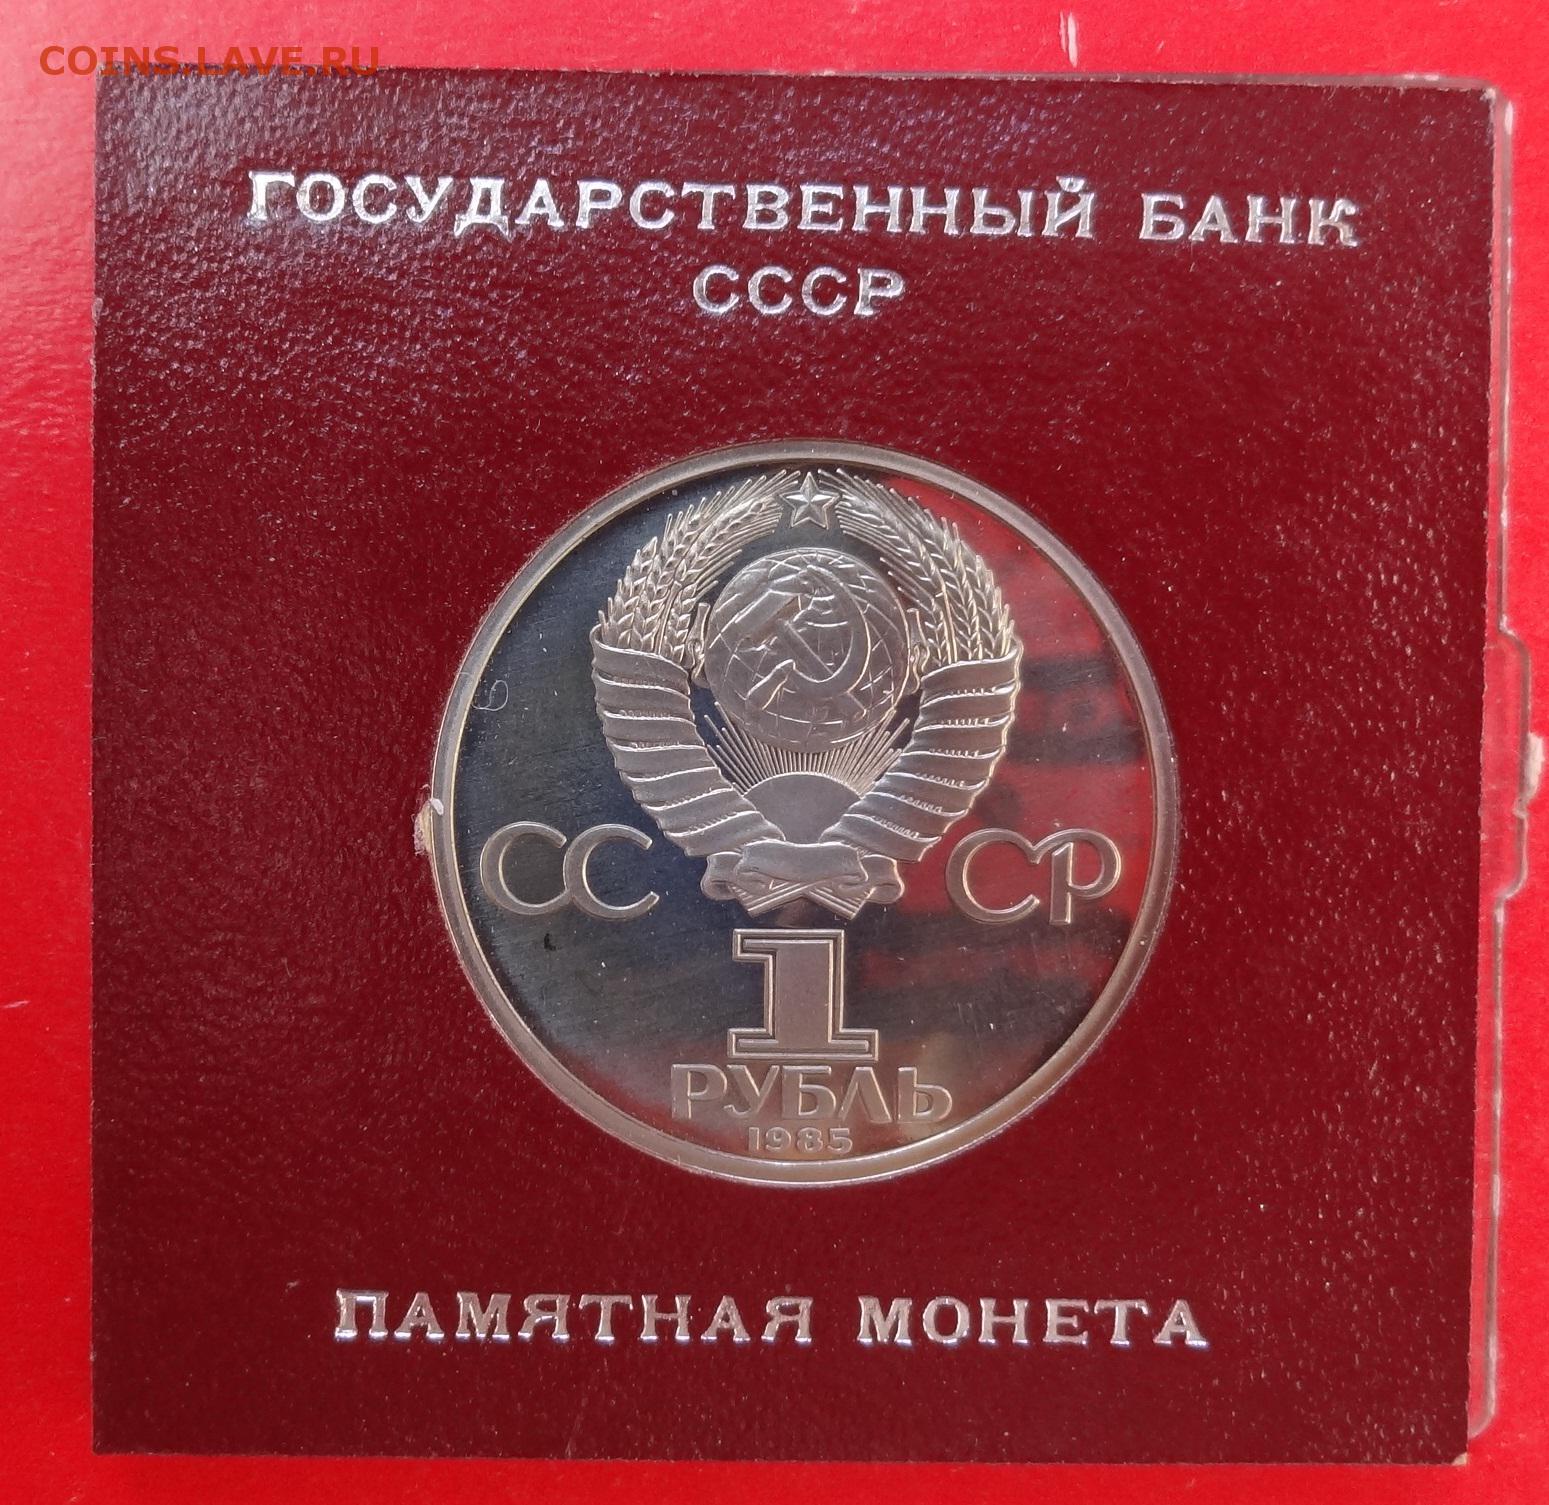 COINS.LAVE.RU
ГОСУДАРСТВЕННЫЙ БАНК
СССР
СС СР
1
РУБЛЬ
1985
ПАМЯТНАЯ МОНЕТА